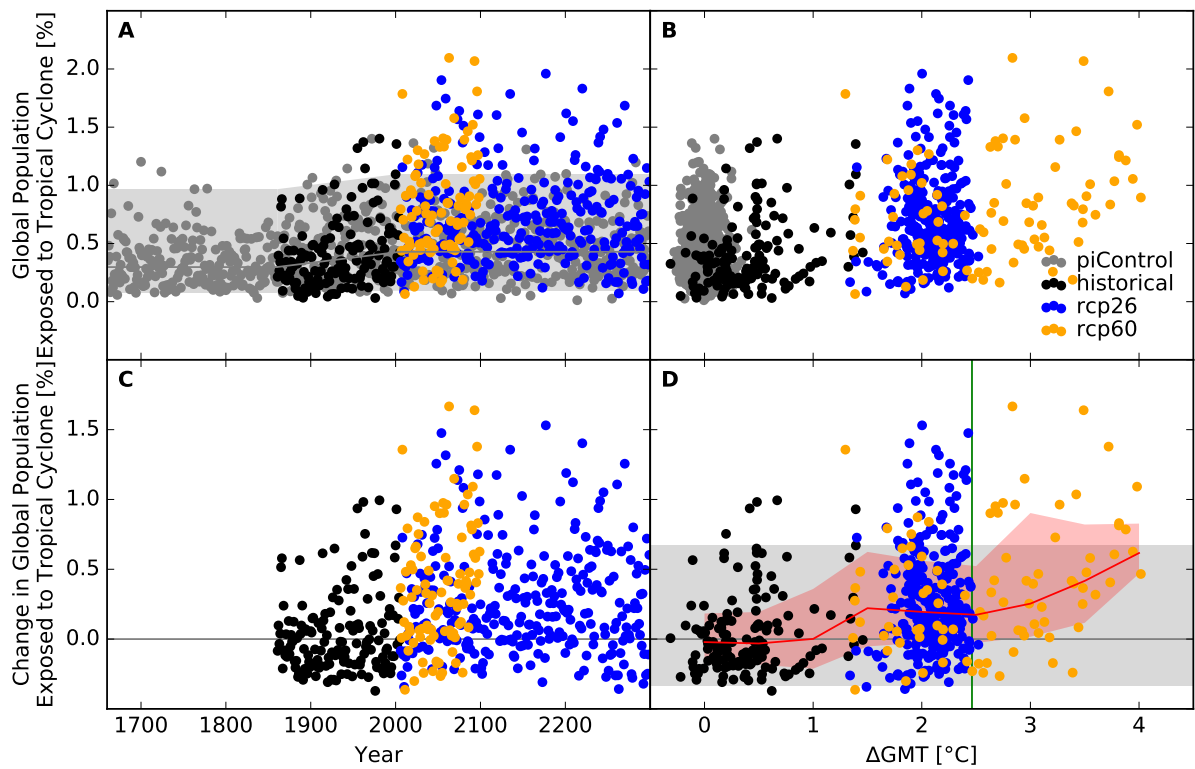 A
B
Global Population
Exposed to Tropical Cyclone [%]
2.0
1.5
1.0
0.5
0.0
piControl
historical
rcp26
rcp60
C
D
Change in Global Population
Exposed to Tropical Cyclone [%]
1.5
1.0
0.5
0.0
1700 1800 1900 2000 2100 2200
Year
0 1 2 3 4
ΔGMT [°C]